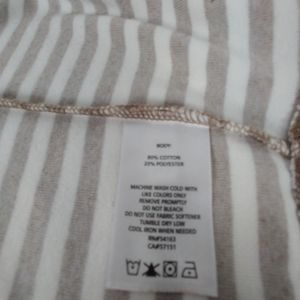 BODY:
80% COTTON
20% POLYESTER
MACHINE WASH COLD WITH
LIKE COLORS ONLY
REMOVE PROMPTLY
DO NOT BLEACH
DO NOT USE FABRIC SOFTENER
TUMBLE DRY LOW
COOL IRON WHEN NEEDED
RN#54163
CA#57151